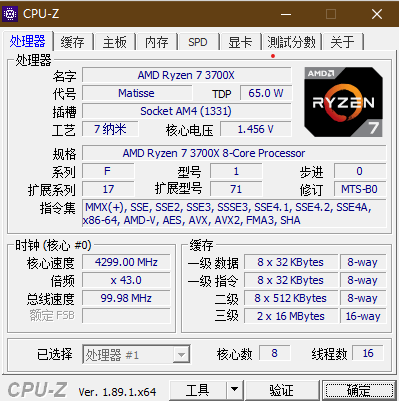 CPU-Z
处理器 缓存 主板 内存 SPD 显卡 测试分数 关于
处理器
名字 AMD Ryzen 7 3700X
代号 Matisse TDP 65.0 W
插槽 Socket AM4 (1331)
工艺 7 纳米 核心电压 1.456 V
AMD
RYZEN
7
规格 AMD Ryzen 7 3700X 8-Core Processor
系列 F 型号 1 步进 0
扩展系列 17 扩展型号 71 修订 MTS-B0
指令集 MMX(+), SSE, SSE2, SSE3, SSSE3, SSE4.1, SSE4.2, SSE4A,
x86-64, AMD-V, AES, AVX, AVX2, FMA3, SHA
时钟 (核心 #0)
核心速度 4299.00 MHz
倍频 x 43.0
总线速度 99.98 MHz
额定 FSB
缓存
一级 数据 8 x 32 KBytes 8-way
一级 指令 8 x 32 KBytes 8-way
二级 8 x 512 KBytes 8-way
三级 2 x 16 MBytes 16-way
已选择 处理器 #1 核心数 8 线程数 16
CPU-Z Ver. 1.89.1.x64 工具 验证 确定